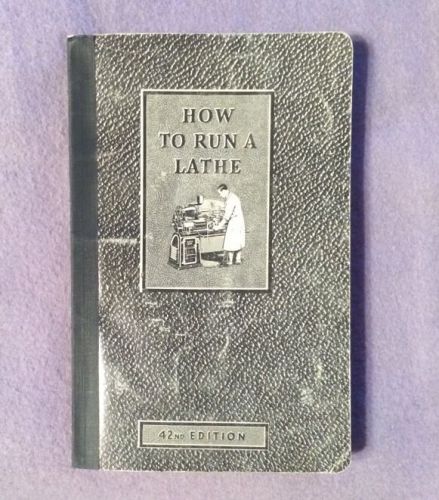 HOW
TO RUN A
LATHE
42ND EDITION